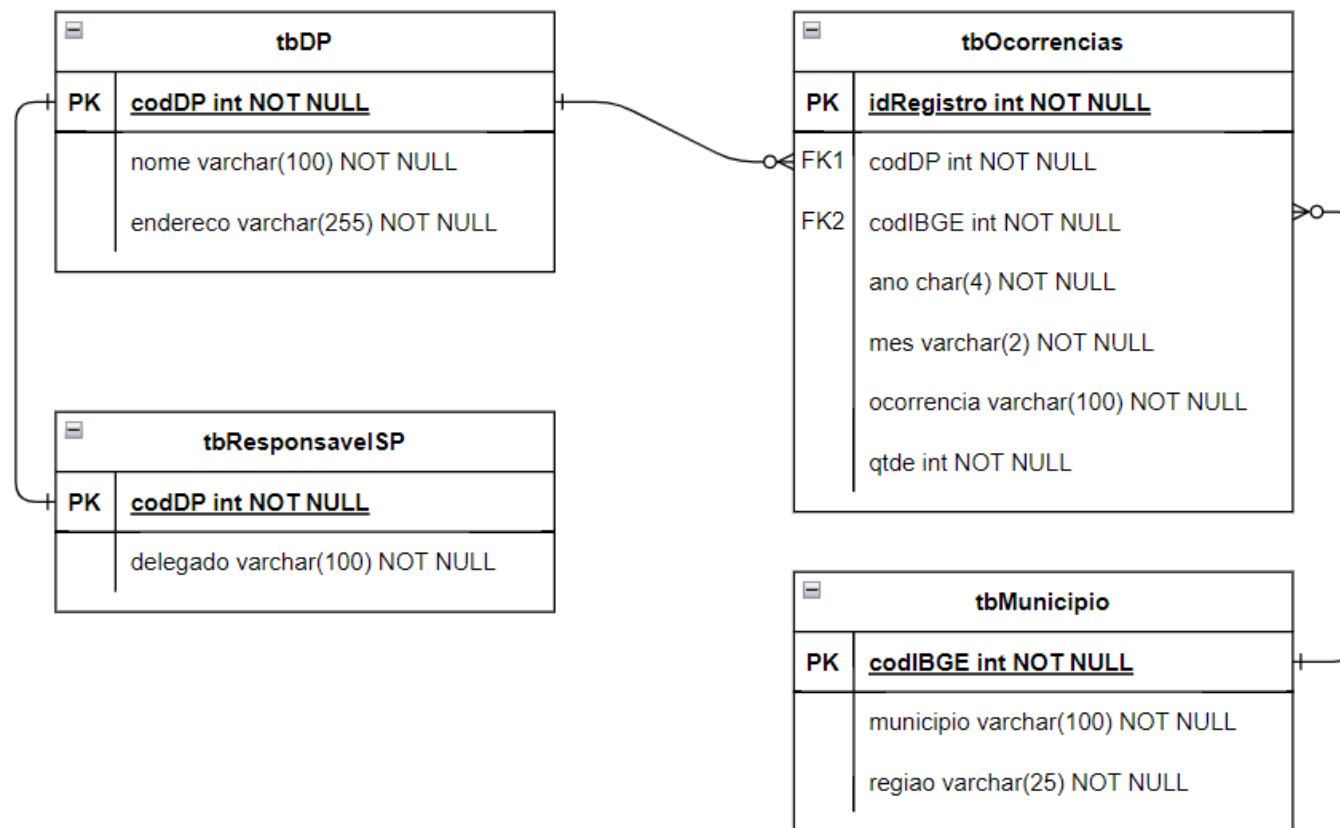 tbDP
PK codDP int NOT NULL
nome varchar(100) NOT NULL
endereco varchar(255) NOT NULL
tbResponsavelSP
PK codDP int NOT NULL
delegado varchar(100) NOT NULL
tbOcorrencias
PK idRegistro int NOT NULL
FK1 codDP int NOT NULL
FK2 codIBGE int NOT NULL
ano char(4) NOT NULL
mes varchar(2) NOT NULL
ocorrencia varchar(100) NOT NULL
qtde int NOT NULL
tbMunicipio
PK codIBGE int NOT NULL
municipio varchar(100) NOT NULL
regiao varchar(25) NOT NULL